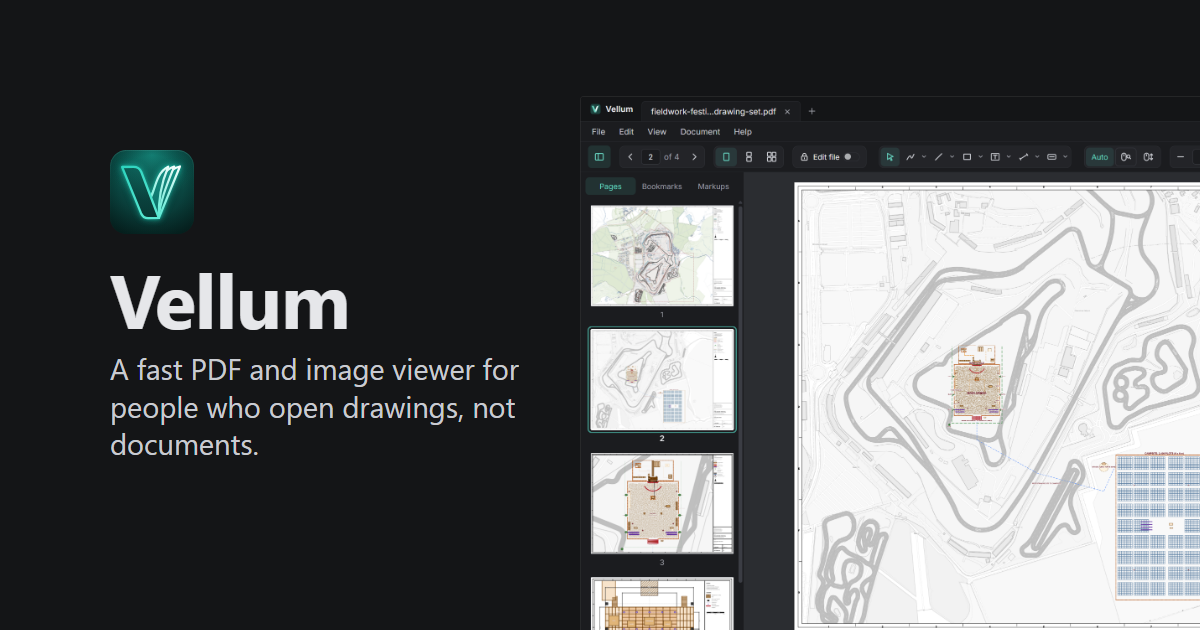 Vellum
A fast PDF and image viewer for
people who open drawings, not
documents.
Vellum
fieldwork-festi...drawing-set.pdf
File Edit View Document Help
2 of 4
Edit file
Auto
Pages Bookmarks Markups
1
2
3